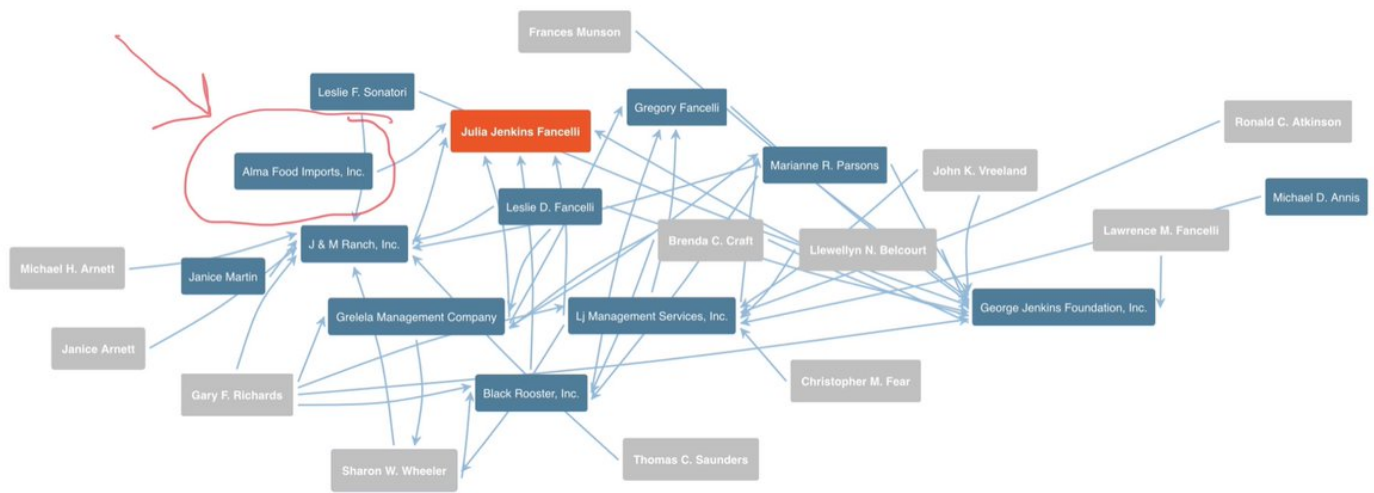 Frances Munson
Leslie F. Sonatori
Gregory Fancelli
Julia Jenkins Fancelli
Ronald C. Atkinson
Alma Food Imports, Inc.
Marianne R. Parsons
John K. Vreeland
Michael D. Annis
Leslie D. Fancelli
Lawrence M. Fancelli
J & M Ranch, Inc.
Brenda C. Craft
Llewellyn N. Belcourt
Michael H. Arnett
Janice Martin
George Jenkins Foundation, Inc.
Grelela Management Company
Lj Management Services, Inc.
Janice Arnett
Christopher M. Fear
Gary F. Richards
Black Rooster, Inc.
Thomas C. Saunders
Sharon W. Wheeler